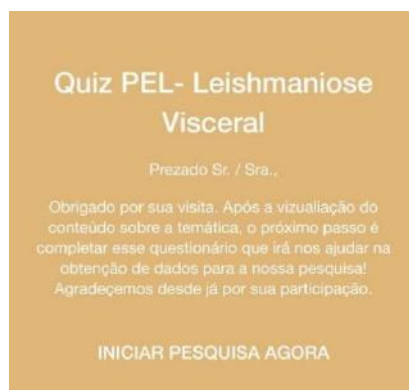 Quiz PEL- Leishmaniose
Visceral
Prezado Sr. / Sra.,
Obrigado por sua visita. Após a vizualiação do
conteúdo sobre a temática, o próximo passo é
completar esse questionário que irá nos ajudar na
obtenção de dados para a nossa pesquisa!
Agradeçemos desde já por sua participação.
INICIAR PESQUISA AGORA